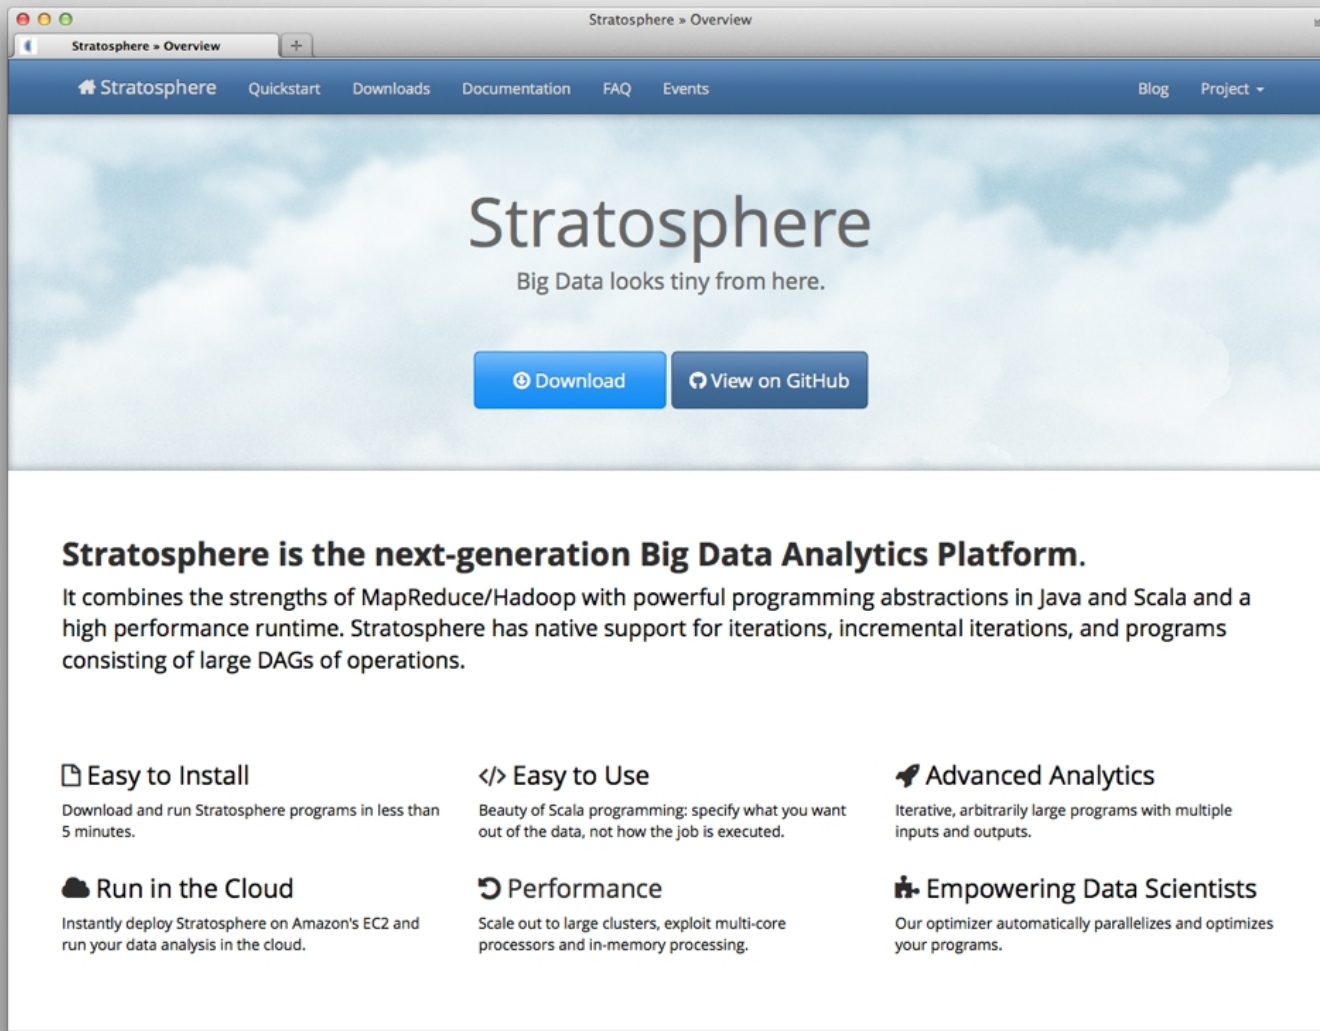 Stratosphere » Overview
Stratosphere » Overview
Stratosphere Quickstart Downloads Documentation FAQ Events Blog Project
Stratosphere
Big Data looks tiny from here.
Download View on GitHub
Stratosphere is the next-generation Big Data Analytics Platform.
It combines the strengths of MapReduce/Hadoop with powerful programming abstractions in Java and Scala and a
high performance runtime. Stratosphere has native support for iterations, incremental iterations, and programs
consisting of large DAGs of operations.
Easy to Install
Download and run Stratosphere programs in less than
5 minutes.
</> Easy to Use
Beauty of Scala programming: specify what you want
out of the data, not how the job is executed.
Advanced Analytics
Iterative, arbitrarily large programs with multiple
inputs and outputs.
Run in the Cloud
Instantly deploy Stratosphere on Amazon's EC2 and
run your data analysis in the cloud.
Performance
Scale out to large clusters, exploit multi-core
processors and in-memory processing.
Empowering Data Scientists
Our optimizer automatically parallelizes and optimizes
your programs.